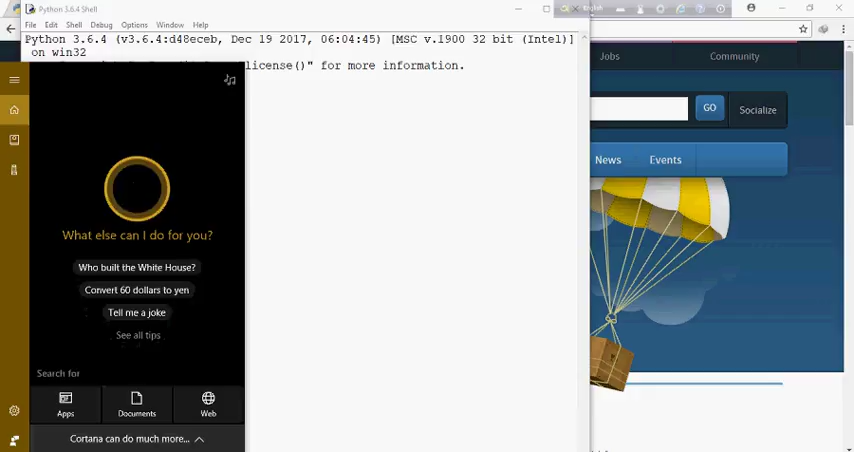 Python 3.6.4 Shell
File Edit Shell Debug Options Window Help
English
Python 3.6.4 (v3.6.4:d48eceb, Dec 19 2017, 06:04:45) [MSC v.1900 32 bit (Intel)]
on win32
license()" for more information.
Jobs
Community
GO
Socialize
News
Events
What else can I do for you?
Who built the White House?
Convert 60 dollars to yen
Tell me a joke
See all tips
Search for
Apps
Documents
Web
Cortana can do much more...